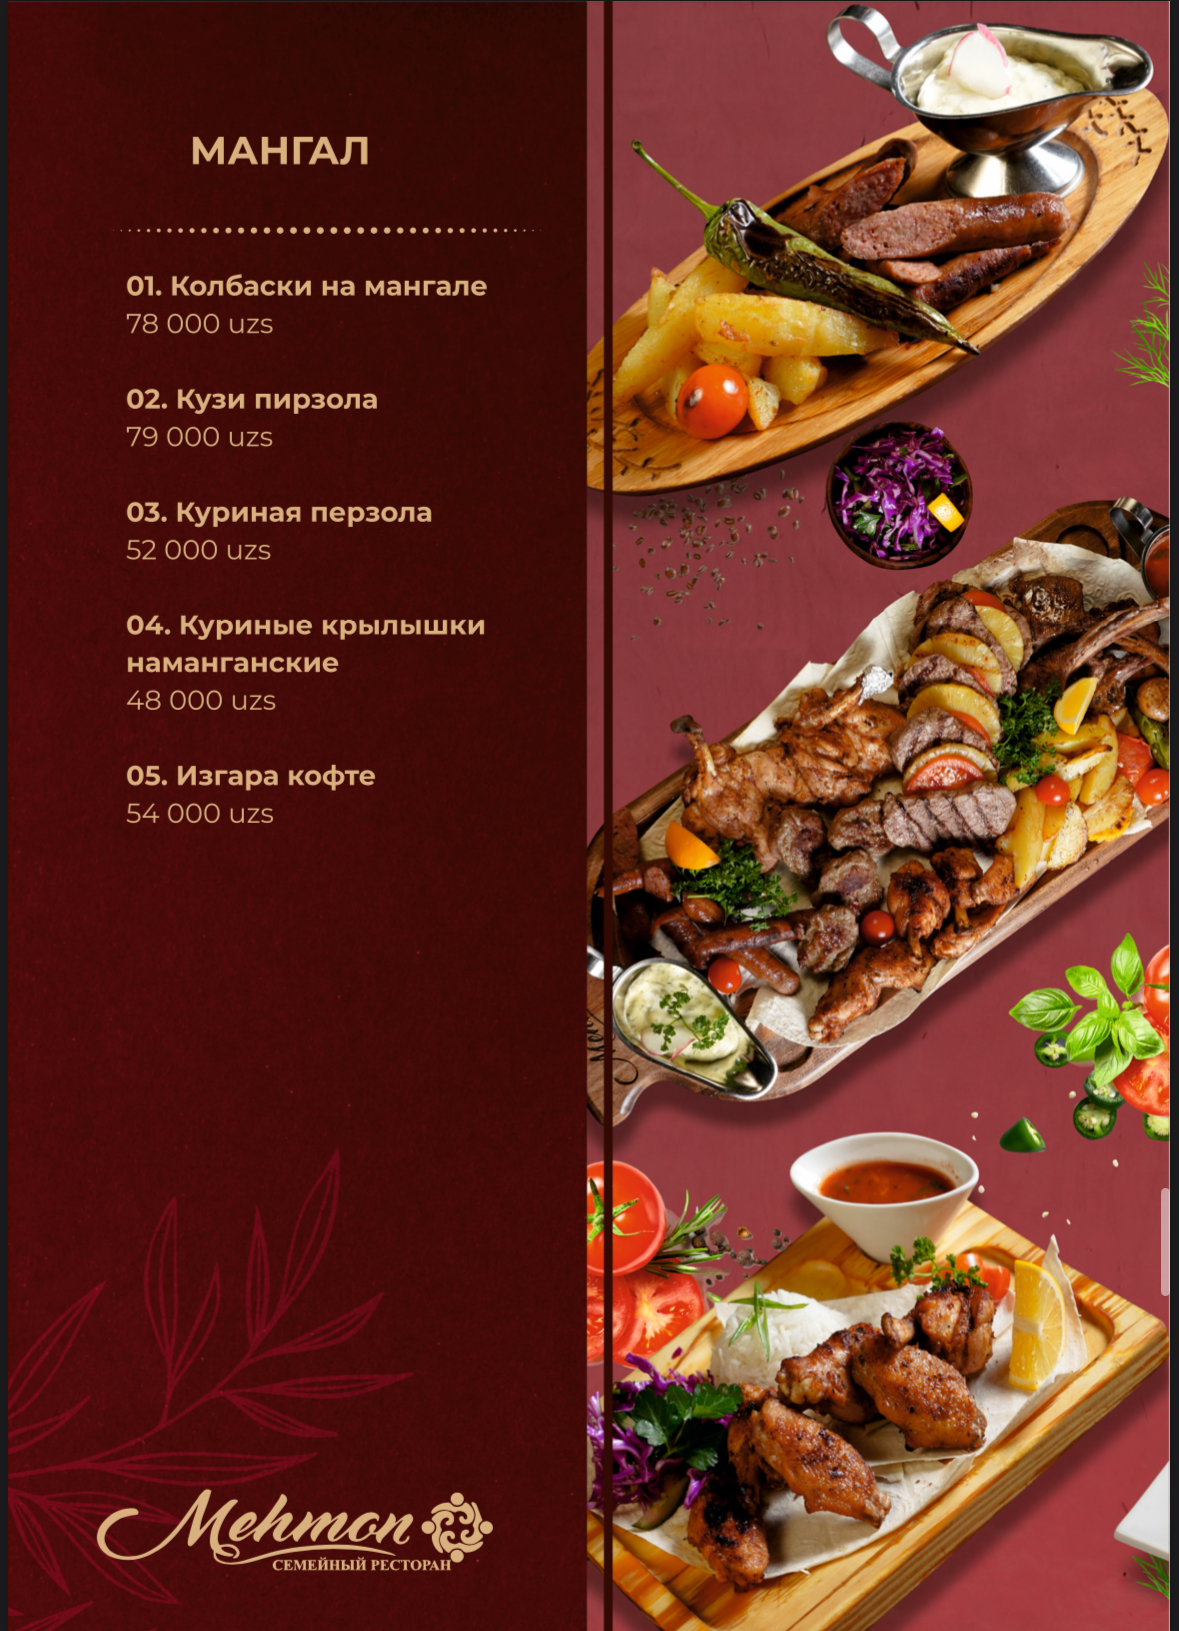 МАНГАЛ
01. Колбаски на мангале
78 000 uzs
02. Кузи пирзола
79 000 uzs
03. Куриная перзола
52 000 uzs
04. Куриные крылышки
наманганские
48 000 uzs
05. Изгара кофте
54 000 uzs
Mehmon
СЕМЕЙНЫЙ РЕСТОРАН